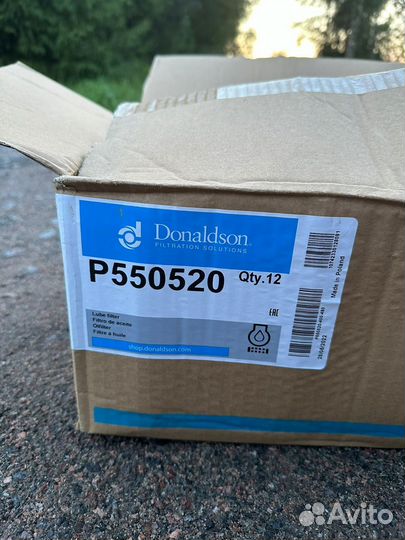 Donaldson
FILTRATION SOLUTIONS
P550520 Qty.12
Lube filter
Filtro de aceite
Ölfilter
Filtre à huile
EAC
shop.donaldson.com
Made in Poland
Avito